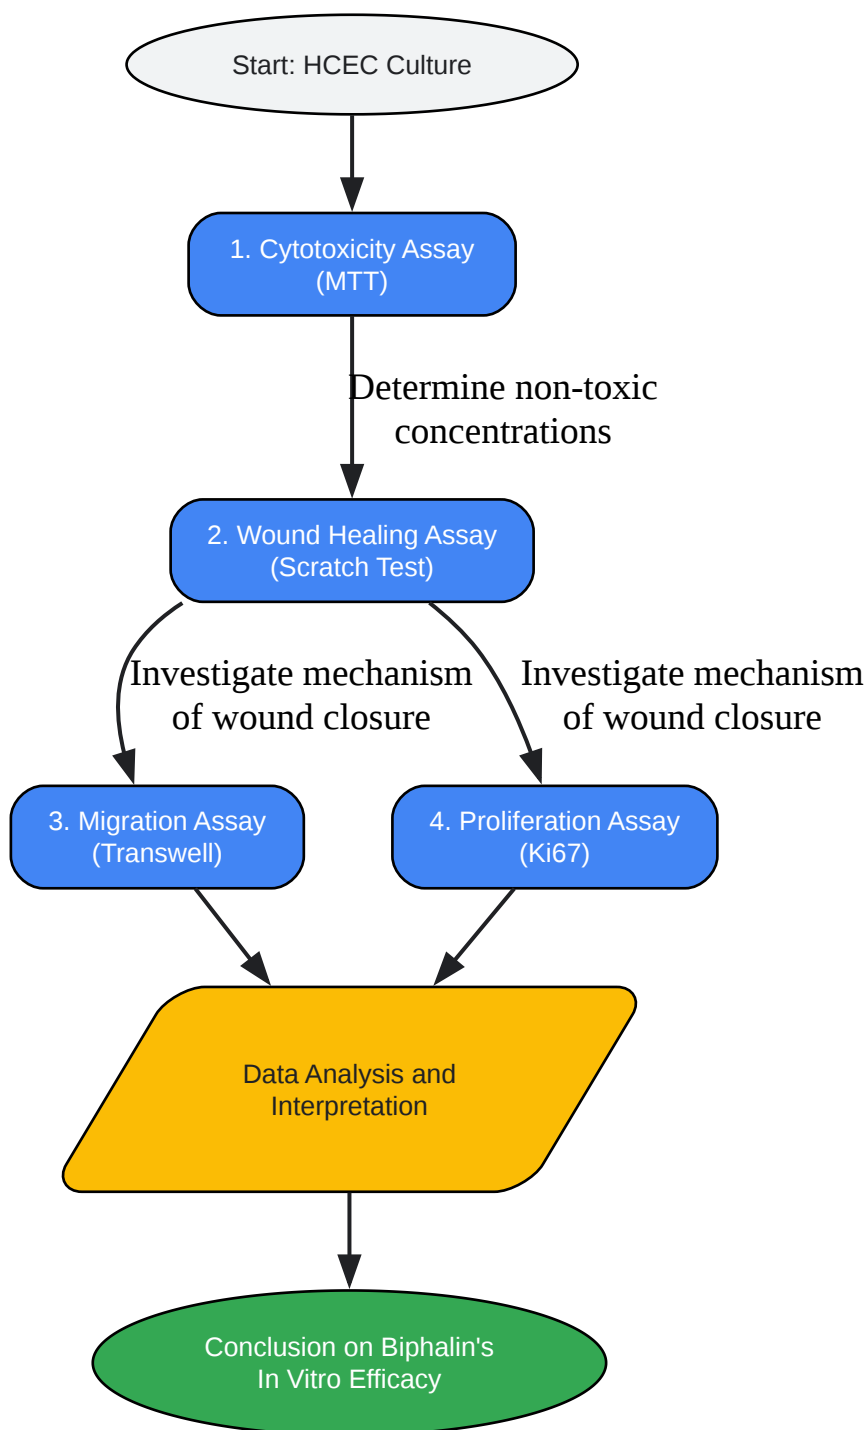 Start: HCEC Culture
1. Cytotoxicity Assay
(MTT)
Determine non-toxic
concentrations
2. Wound Healing Assay
(Scratch Test)
Investigate mechanism
of wound closure
Investigate mechanism
of wound closure
3. Migration Assay
(Transwell)
4. Proliferation Assay
(Ki67)
Data Analysis and
Interpretation
Conclusion on Biphalin's
In Vitro Efficacy